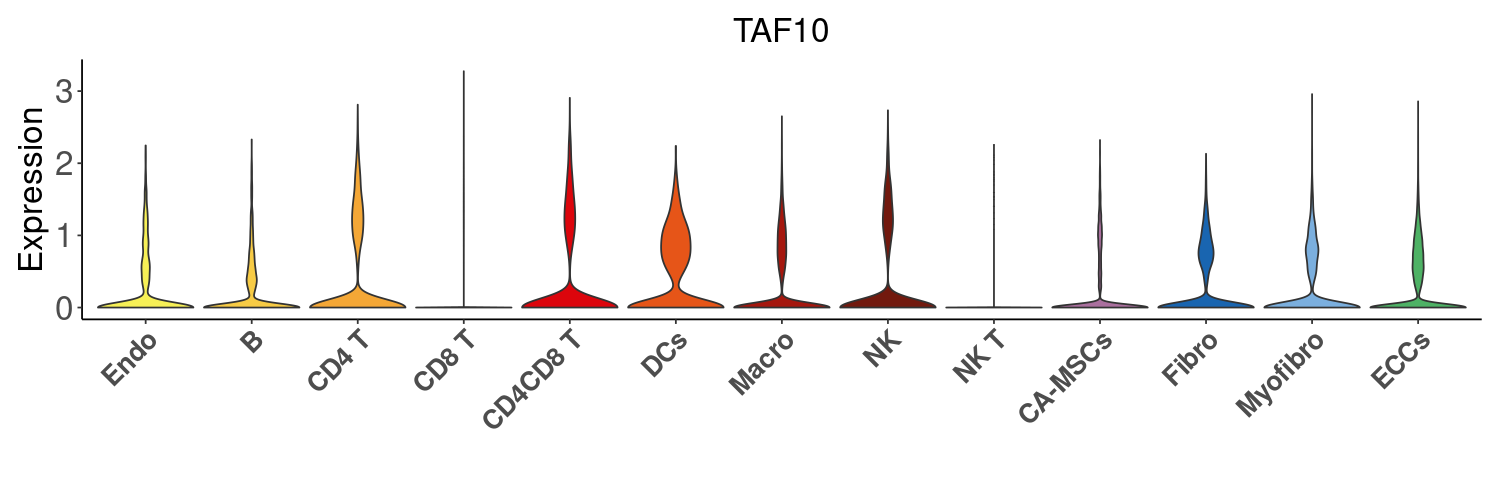 TAF10
Expression
3
2
1
0
Endo
B
CD4 T
CD8 T
CD4CD8 T
DCs
Macro
NK
NK T
CA-MSCs
Fibro
Myofibro
ECCs